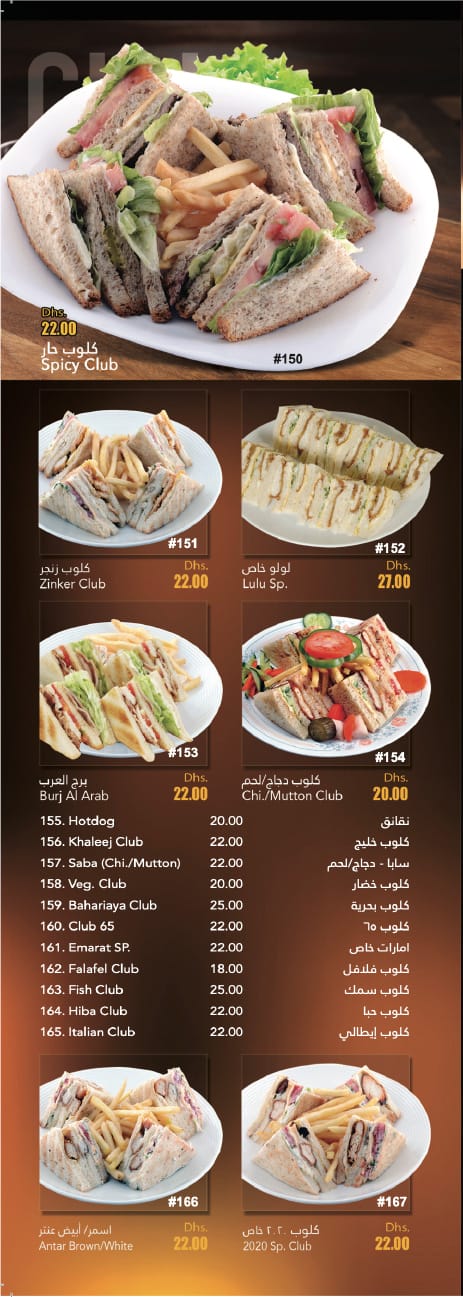 Club
Dhs.
22.00
كلوب حار
Spicy Club
#150
#151
كلوب زنجر Dhs.
Zinker Club 22.00
#152
لولو خاص Dhs.
Lulu Sp. 27.00
#153
برج العرب Dhs.
Burj Al Arab 22.00
#154
كلوب دجاج/لحم Dhs.
Chi./Mutton Club 20.00
155. Hotdog 20.00 نقانق
156. Khaleej Club 22.00 كلوب خليج
157. Saba (Chi./Mutton) 22.00 سابا - دجاج/لحم
158. Veg. Club 20.00 كلوب خضار
159. Bahariaya Club 25.00 كلوب بحرية
160. Club 65 22.00 كلوب ٦٥
161. Emarat SP. 22.00 امارات خاص
162. Falafel Club 18.00 كلوب فلافل
163. Fish Club 25.00 كلوب سمك
164. Hiba Club 22.00 كلوب حبا
165. Italian Club 22.00 كلوب إيطالي
#166
اسمر/ أبيض عنتر Dhs.
Antar Brown/White 22.00
#167
كلوب ٢٠٢٠ خاص Dhs.
2020 Sp. Club 22.00